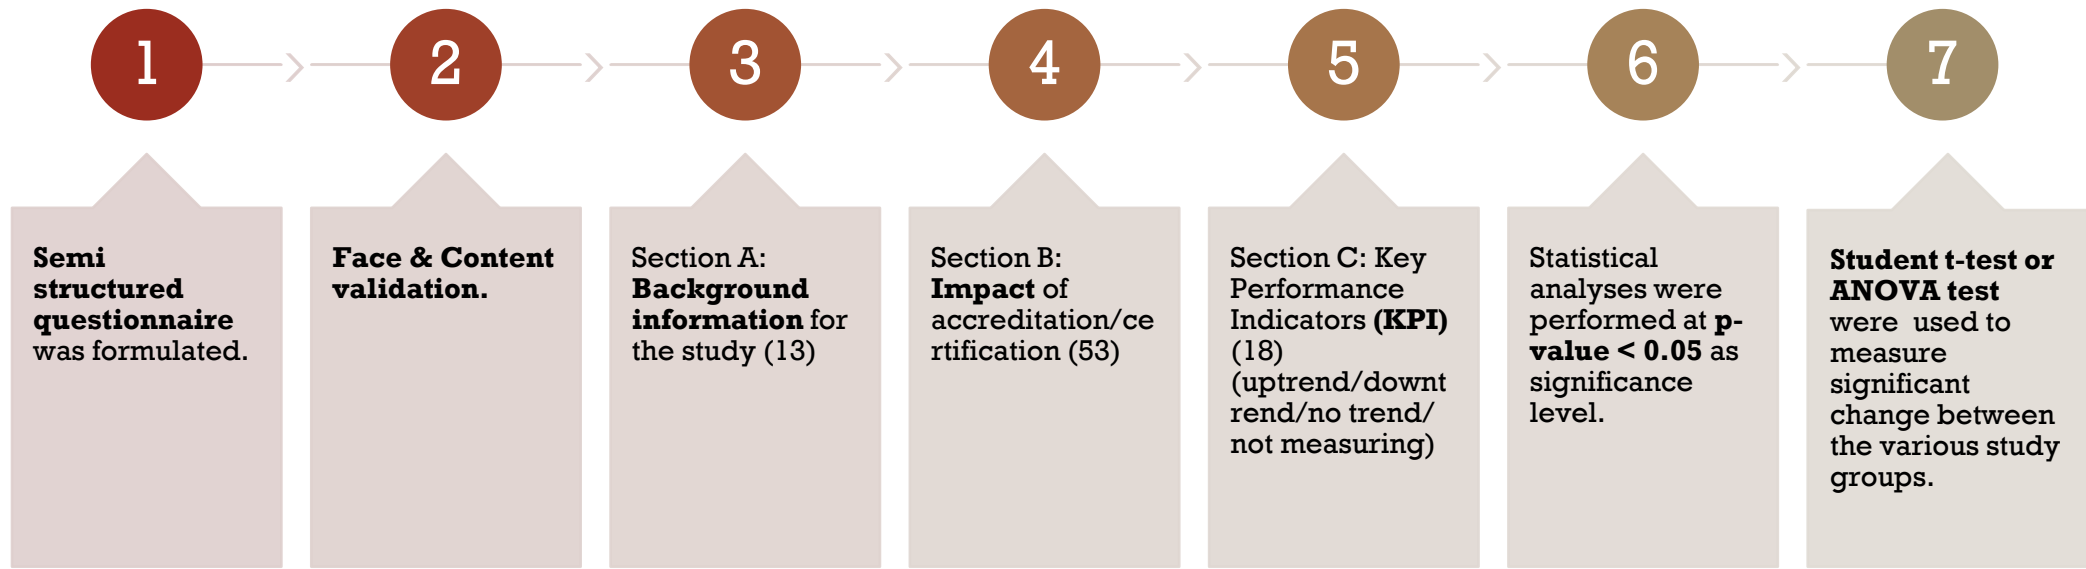 1
2
3
4
5
6
7
Semi
structured
questionnaire
was formulated.
Face & Content
validation.
Section A:
Background
information for
the study (13)
Section B:
Impact of
accreditation/ce
rtification (53)
Section C: Key
Performance
Indicators (KPI)
(18)
(uptrend/downt
rend/no trend/
not measuring)
Statistical
analyses were
performed at p-
value < 0.05 as
significance
level.
Student t-test or
ANOVA test
were used to
measure
significant
change between
the various study
groups.